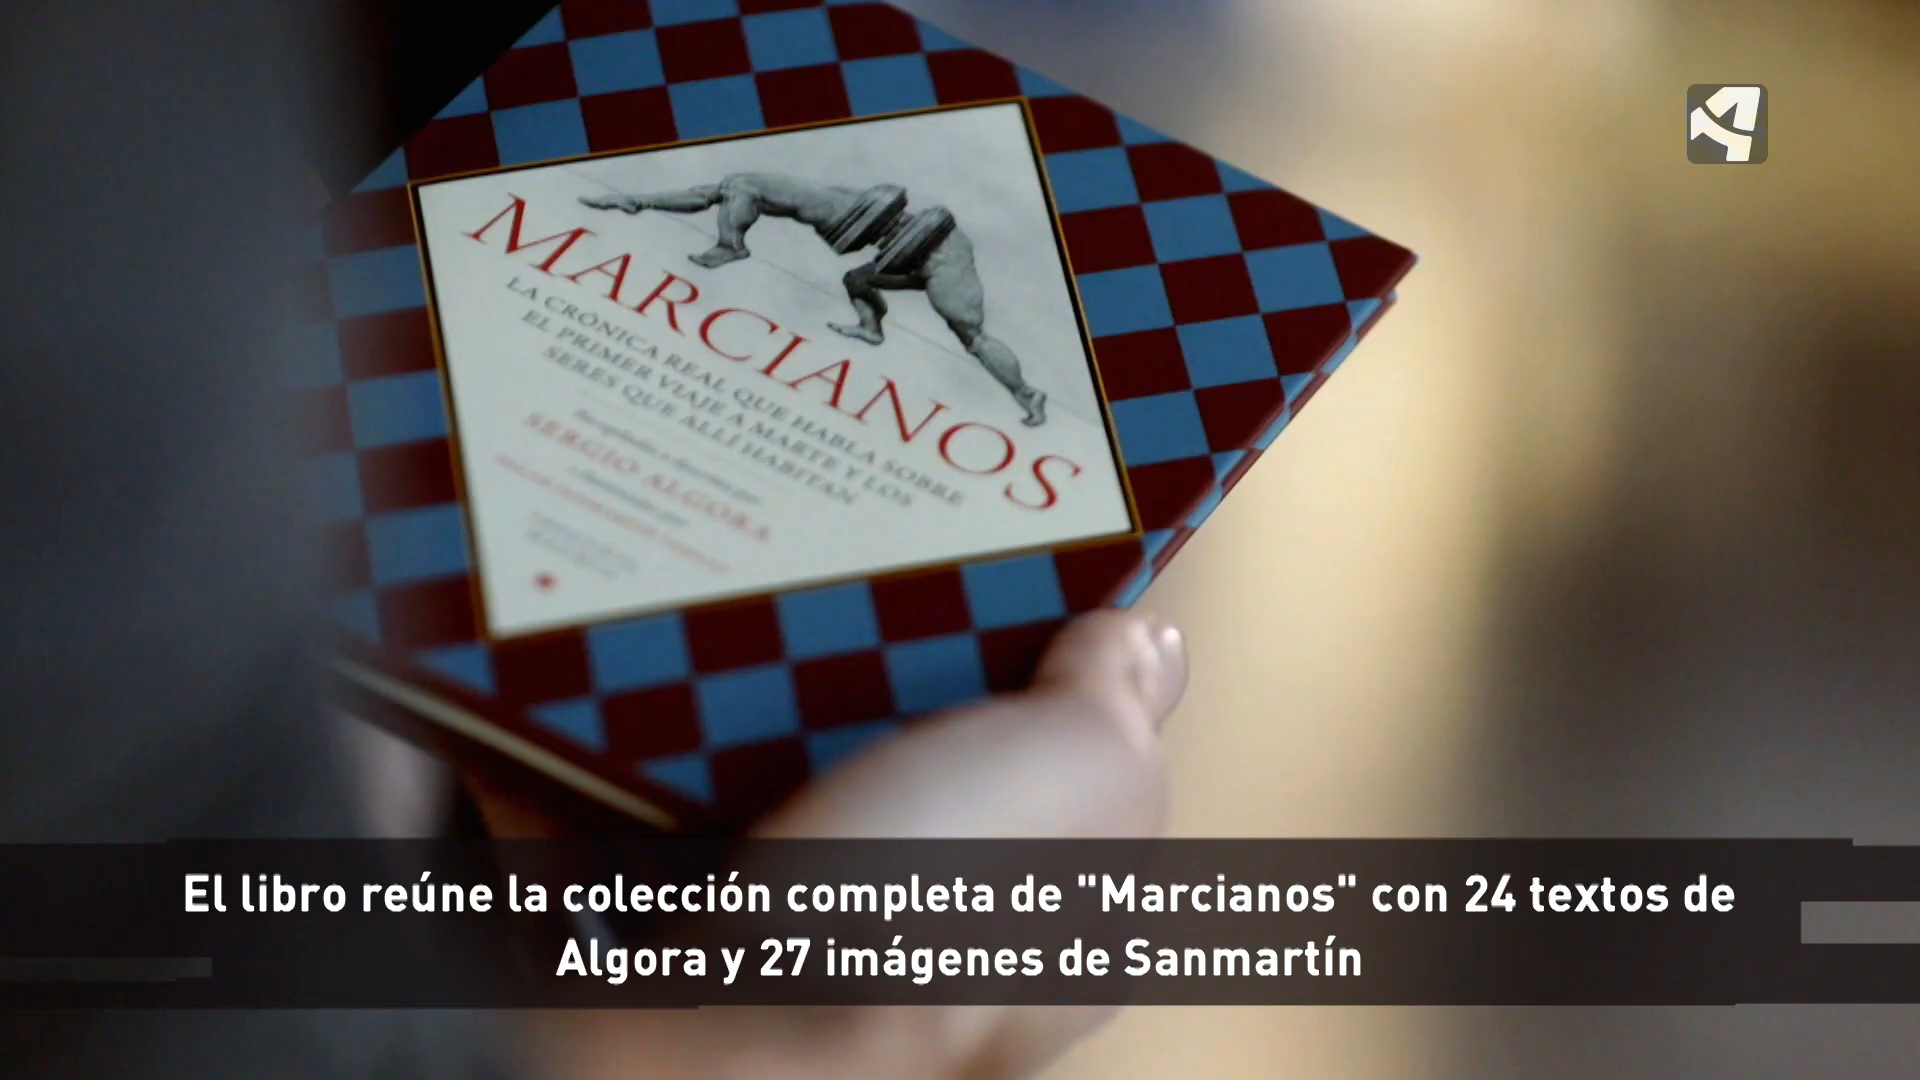 MARCIANOS
LA CRÓNICA REAL QUE HABLA SOBRE
EL PRIMER VIAJE A MARTE Y LOS
SERES QUE ALLÍ HABITAN
SERGIO ALGORA
El libro reúne la colección completa de "Marcianos" con 24 textos de
Algora y 27 imágenes de Sanmartín